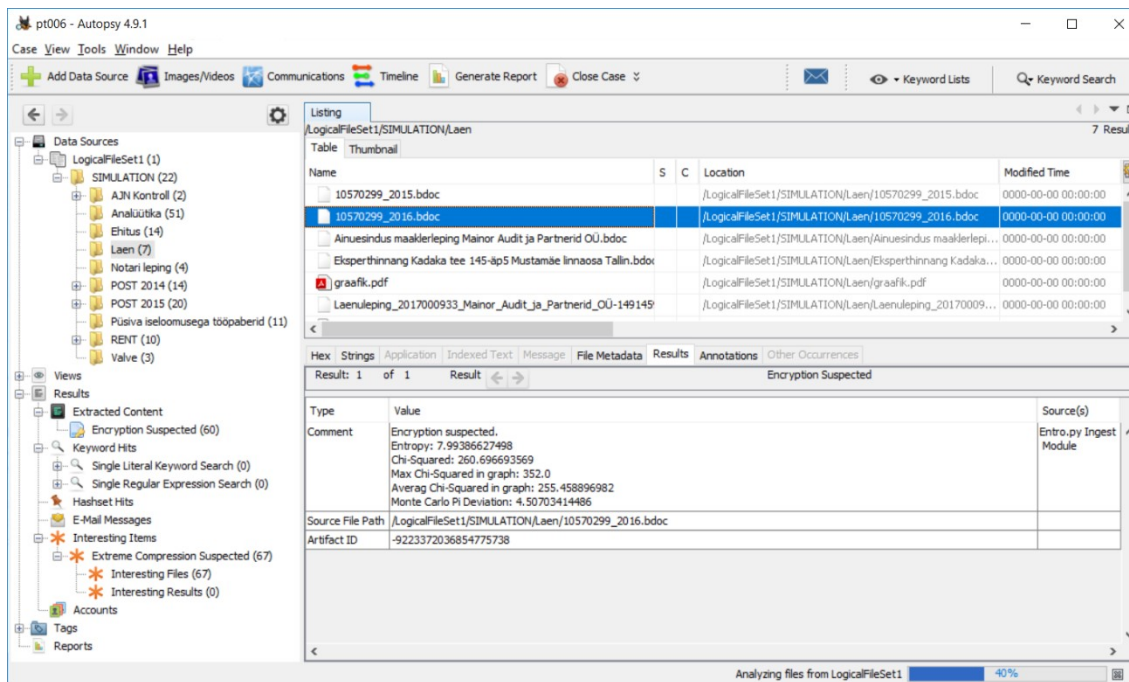 pt006 - Autopsy 4.9.1
Case View Tools Window Help
Add Data Source Images/Videos Communications Timeline Generate Report Close Case Keyword Lists Keyword Search
Data Sources
LogicalFileSet1 (1)
SIMULATION (22)
AJN Kontroll (2)
Analüütika (51)
Ehitus (14)
Laen (7)
Notari leping (4)
POST 2014 (14)
POST 2015 (20)
Püsiva iseloomusega tööpaberid (11)
RENT (10)
Valve (3)
Views
Results
Extracted Content
Encryption Suspected (60)
Keyword Hits
Single Literal Keyword Search (0)
Single Regular Expression Search (0)
Hashset Hits
E-Mail Messages
Interesting Items
Extreme Compression Suspected (67)
Interesting Files (67)
Interesting Results (0)
Accounts
Tags
Reports
Listing
/LogicalFileSet1/SIMULATION/Laen 7 Resul
Table Thumbnail
Name S C Location Modified Time
10570299_2015.bdoc /LogicalFileSet1/SIMULATION/Laen/10570299_2015.bdoc 0000-00-00 00:00:00
10570299_2016.bdoc /LogicalFileSet1/SIMULATION/Laen/10570299_2016.bdoc 0000-00-00 00:00:00
Ainuesindus maaklerleping Mainor Audit ja Partnerid OÜ.bdoc /LogicalFileSet1/SIMULATION/Laen/Ainuesindus maaklerlepi... 0000-00-00 00:00:00
Eksperthinnang Kadaka tee 145-äp5 Mustamäe linnaosa Tallin.bdoc /LogicalFileSet1/SIMULATION/Laen/Eksperthinnang Kadaka... 0000-00-00 00:00:00
graafik.pdf /LogicalFileSet1/SIMULATION/Laen/graafik.pdf 0000-00-00 00:00:00
Laenuleping_2017000933_Mainor_Audit_ja_Partnerid_OÜ-149145 /LogicalFileSet1/SIMULATION/Laen/Laenuleping_20170009... 0000-00-00 00:00:00
Hex Strings Application Indexed Text Message File Metadata Results Annotations Other Occurrences
Result: 1 of 1 Result Encryption Suspected
Type Value Source(s)
Comment Encryption suspected. Entro.py Ingest
Entropy: 7.99386627498 Module
Chi-Squared: 260.696693569
Max Chi-Squared in graph: 352.0
Averag Chi-Squared in graph: 255.458896982
Monte Carlo Pi Deviation: 4.50703414486
Source File Path /LogicalFileSet1/SIMULATION/Laen/10570299_2016.bdoc
Artifact ID -9223372036854775738
Analyzing files from LogicalFileSet1 40%